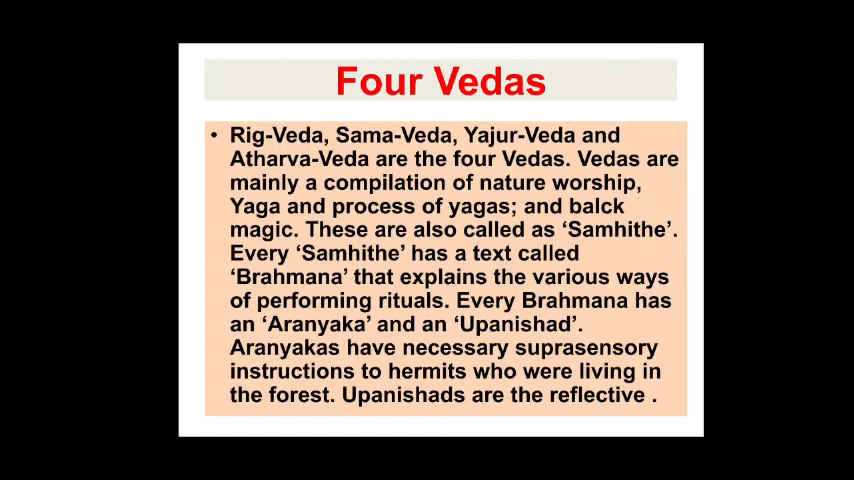 Four Vedas
• Rig-Veda, Sama-Veda, Yajur-Veda and
Atharva-Veda are the four Vedas. Vedas are
mainly a compilation of nature worship,
Yaga and process of yagas; and balck
magic. These are also called as ‘Samhithe’.
Every ‘Samhithe’ has a text called
‘Brahmana’ that explains the various ways
of performing rituals. Every Brahmana has
an ‘Aranyaka’ and an ‘Upanishad’.
Aranyakas have necessary suprasensory
instructions to hermits who were living in
the forest. Upanishads are the reflective .